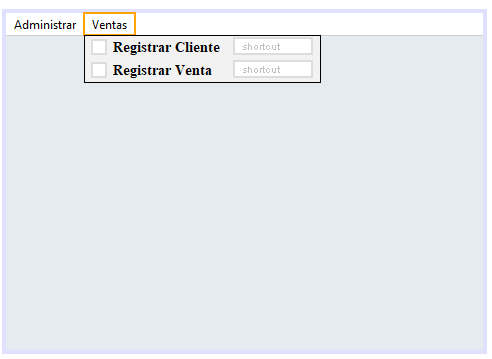 Administrar Ventas
Registrar Cliente shortcut
Registrar Venta shortcut